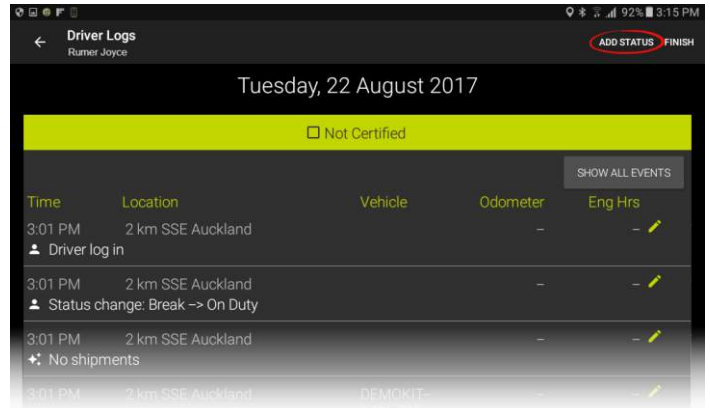 92% 3:15 PM
Driver Logs
Rumer Joyce
ADD STATUS FINISH
Tuesday, 22 August 2017
Not Certified
SHOW ALL EVENTS
Time Location Vehicle Odometer Eng Hrs
3:01 PM 2 km SSE Auckland – –
Driver log in
3:01 PM 2 km SSE Auckland – –
Status change: Break –> On Duty
3:01 PM 2 km SSE Auckland – –
No shipments
3:01 PM 2 km SSE Auckland DEMOKIT-